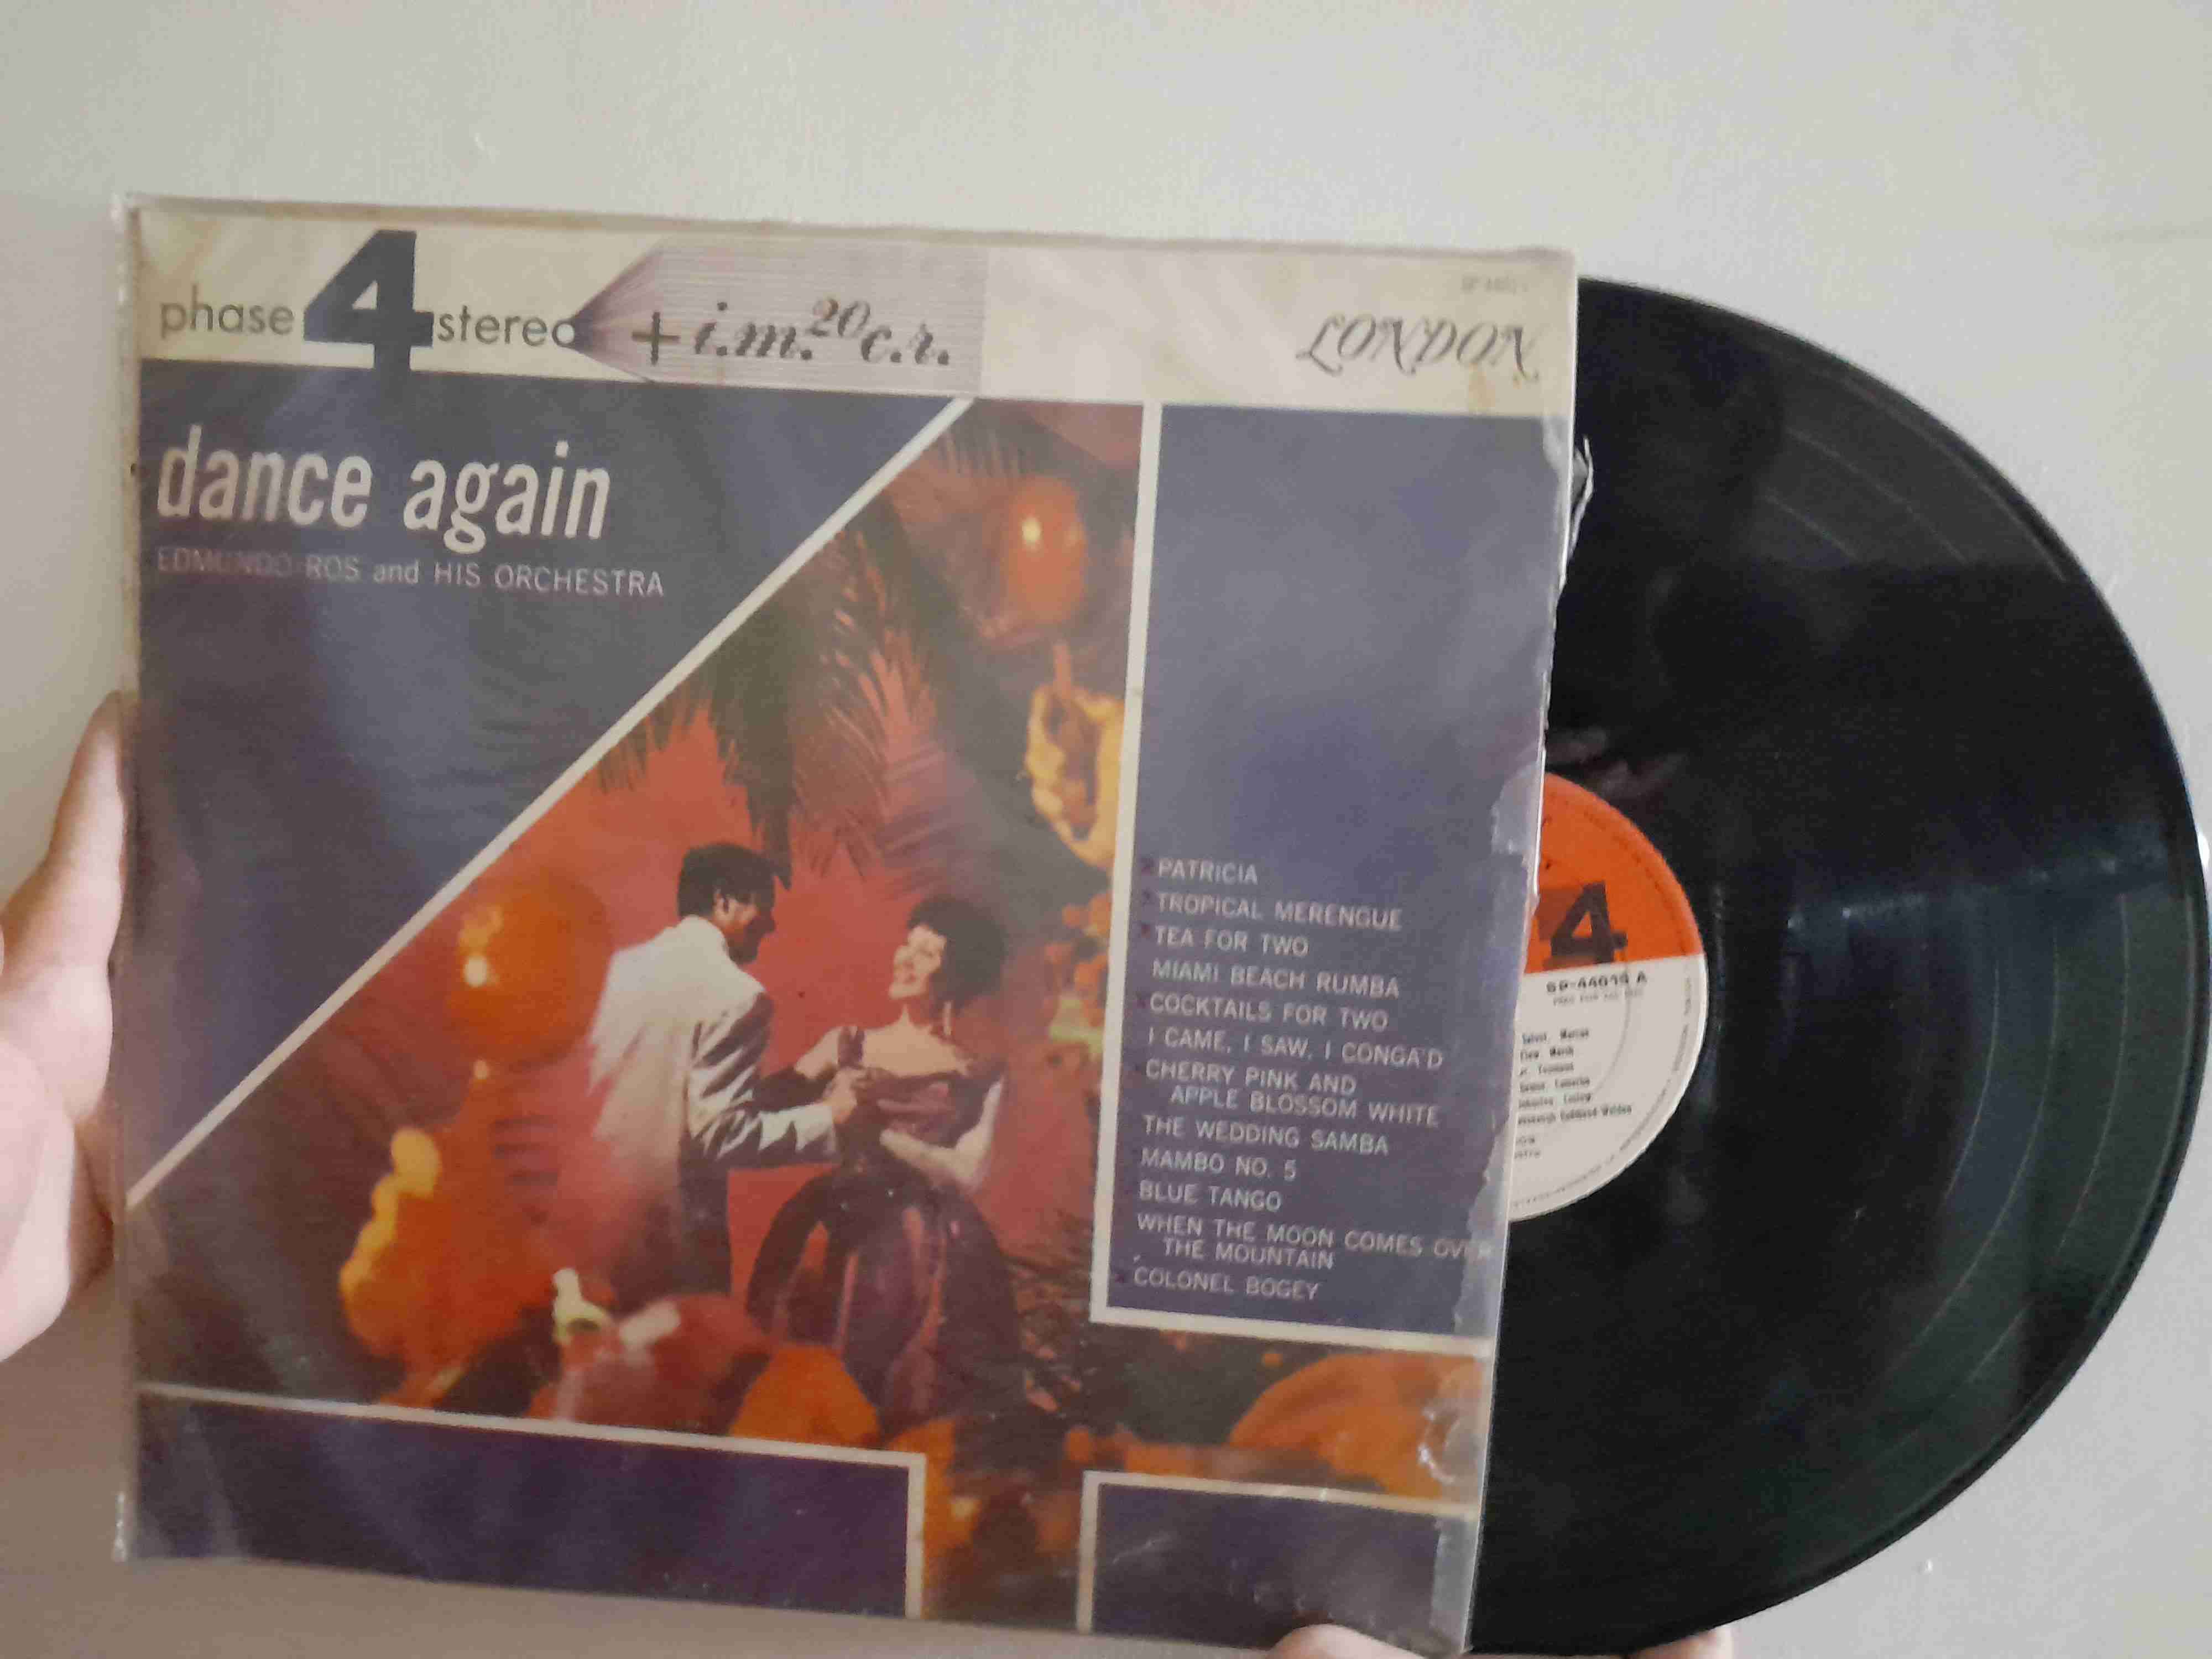 phase 4 stereo + i.m. 20 c.r.
LONDON
dance again
EDMUNDO ROS and HIS ORCHESTRA
PATRICIA
TROPICAL MERENGUE
TEA FOR TWO
MIAMI BEACH RUMBA
COCKTAILS FOR TWO
I CAME, I SAW, I CONGA'D
CHERRY PINK AND
APPLE BLOSSOM WHITE
THE WEDDING SAMBA
MAMBO NO. 5
BLUE TANGO
WHEN THE MOON COMES OVER
THE MOUNTAIN
COLONEL BOGEY
4